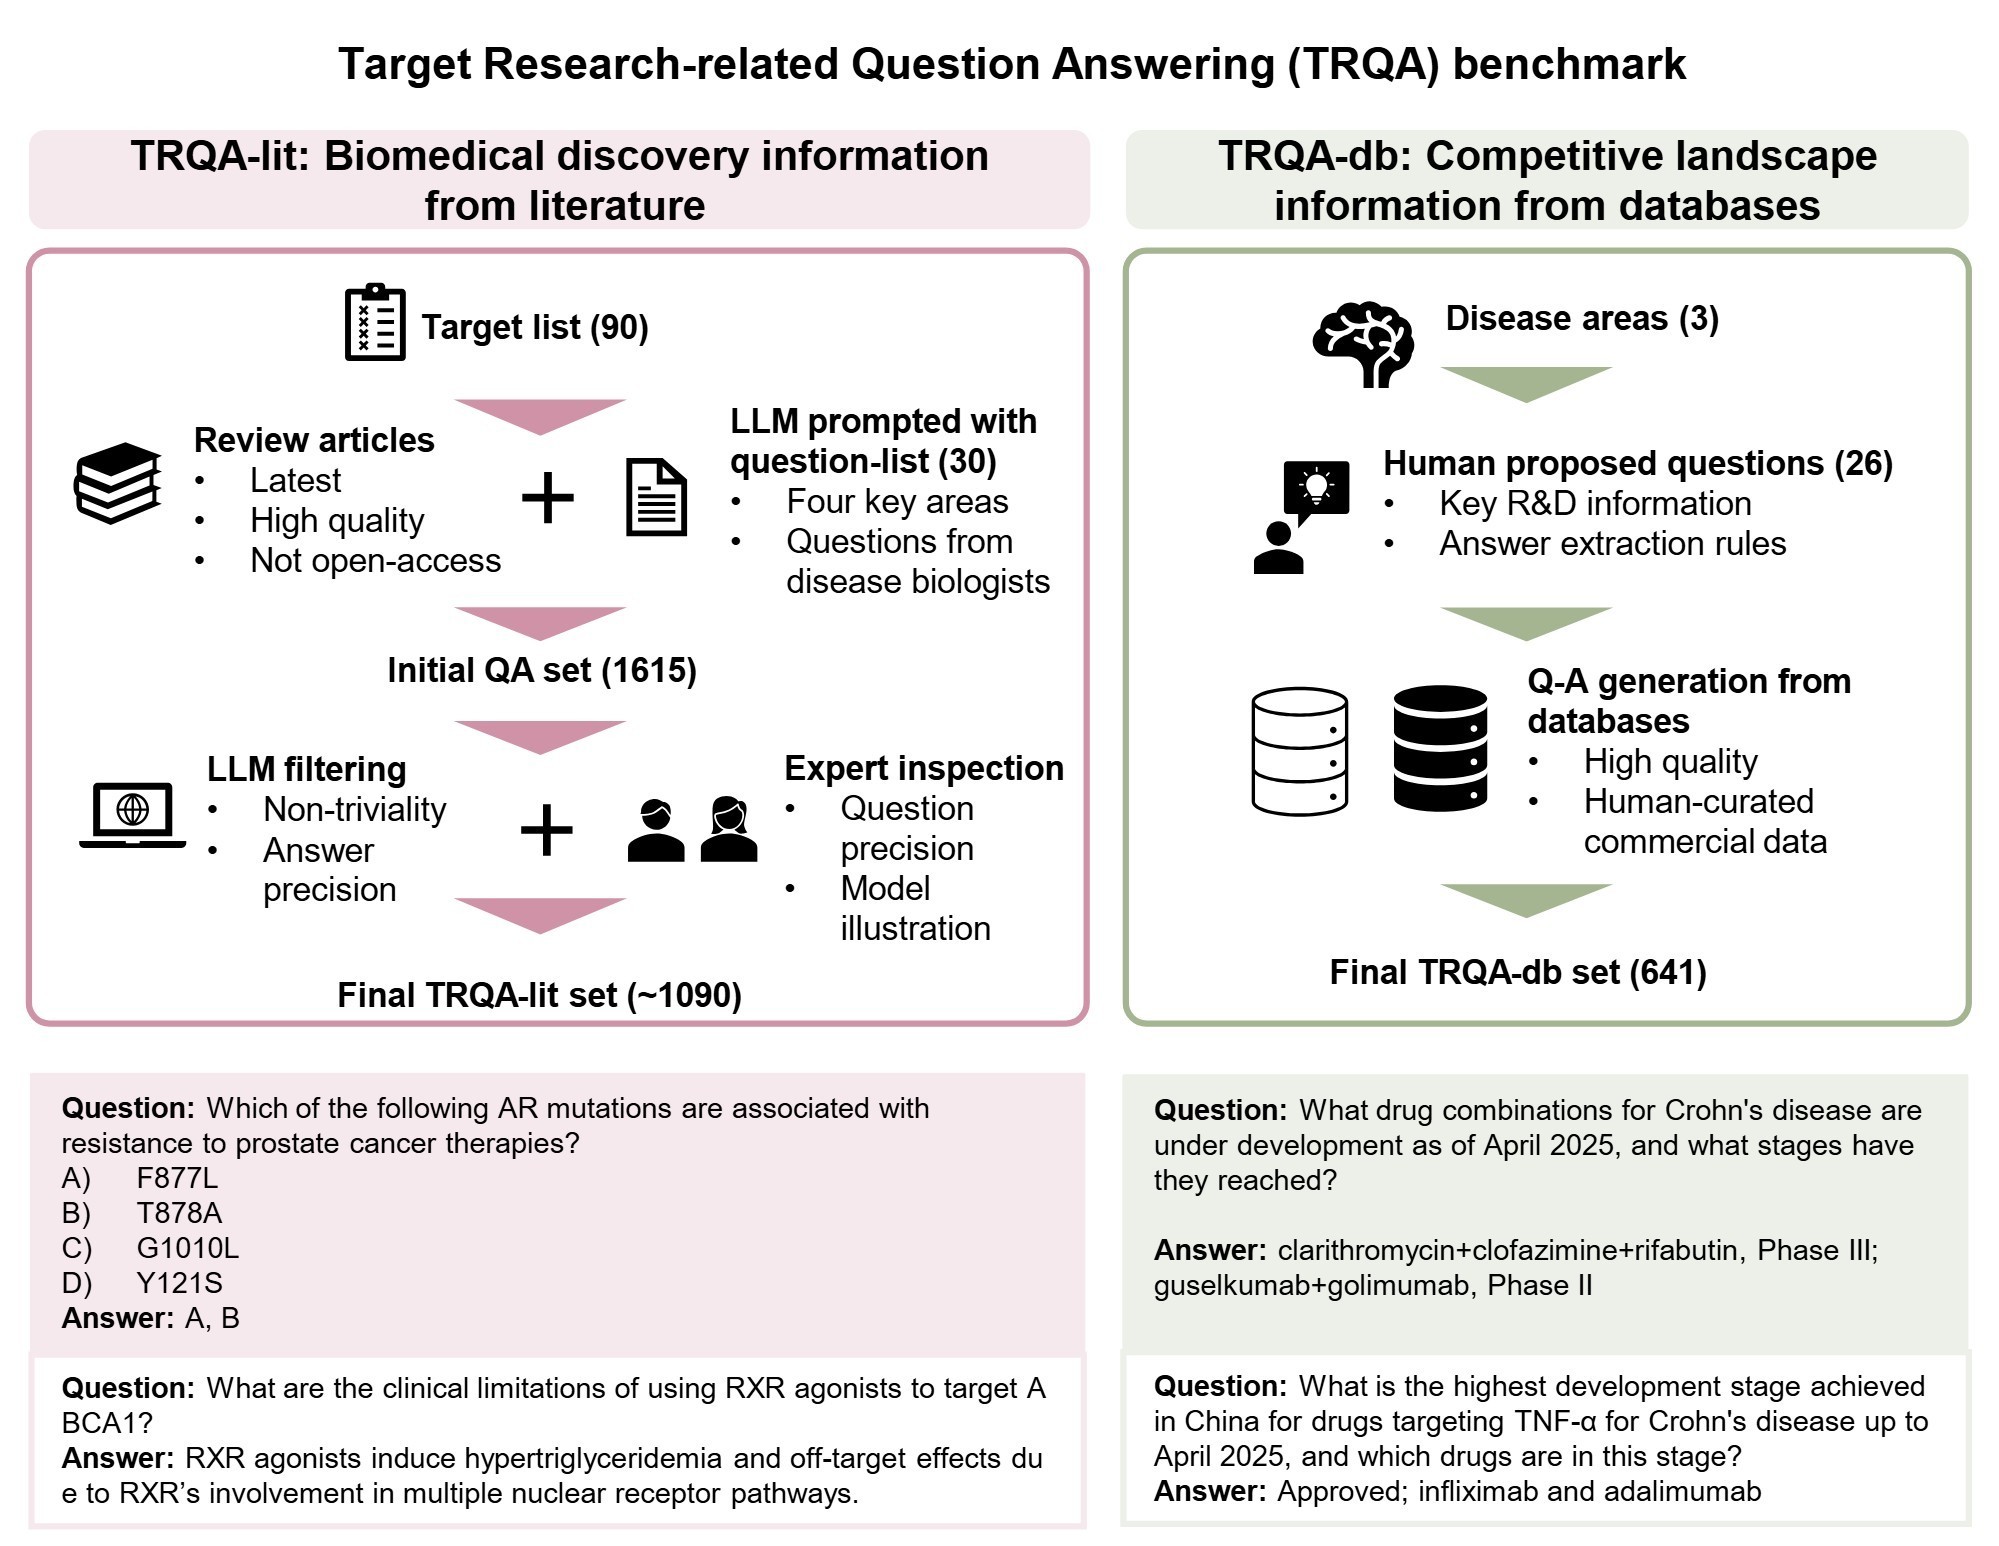 Target Research-related Question Answering (TRQA) benchmark
TRQA-lit: Biomedical discovery information
from literature
Target list (90)
Review articles
• Latest
• High quality
• Not open-access
+
LLM prompted with
question-list (30)
• Four key areas
• Questions from
disease biologists
Initial QA set (1615)
LLM filtering
• Non-triviality
• Answer
precision
+
Expert inspection
• Question
precision
• Model
illustration
Final TRQA-lit set (~1090)
Question: Which of the following AR mutations are associated with
resistance to prostate cancer therapies?
A) F877L
B) T878A
C) G1010L
D) Y121S
Answer: A, B
Question: What are the clinical limitations of using RXR agonists to target A
BCA1?
Answer: RXR agonists induce hypertriglyceridemia and off-target effects du
e to RXR’s involvement in multiple nuclear receptor pathways.
TRQA-db: Competitive landscape
information from databases
Disease areas (3)
Human proposed questions (26)
• Key R&D information
• Answer extraction rules
Q-A generation from
databases
• High quality
• Human-curated
commercial data
Final TRQA-db set (641)
Question: What drug combinations for Crohn's disease are
under development as of April 2025, and what stages have
they reached?
Answer: clarithromycin+clofazimine+rifabutin, Phase III;
guselkumab+golimumab, Phase II
Question: What is the highest development stage achieved
in China for drugs targeting TNF-α for Crohn's disease up to
April 2025, and which drugs are in this stage?
Answer: Approved; infliximab and adalimumab